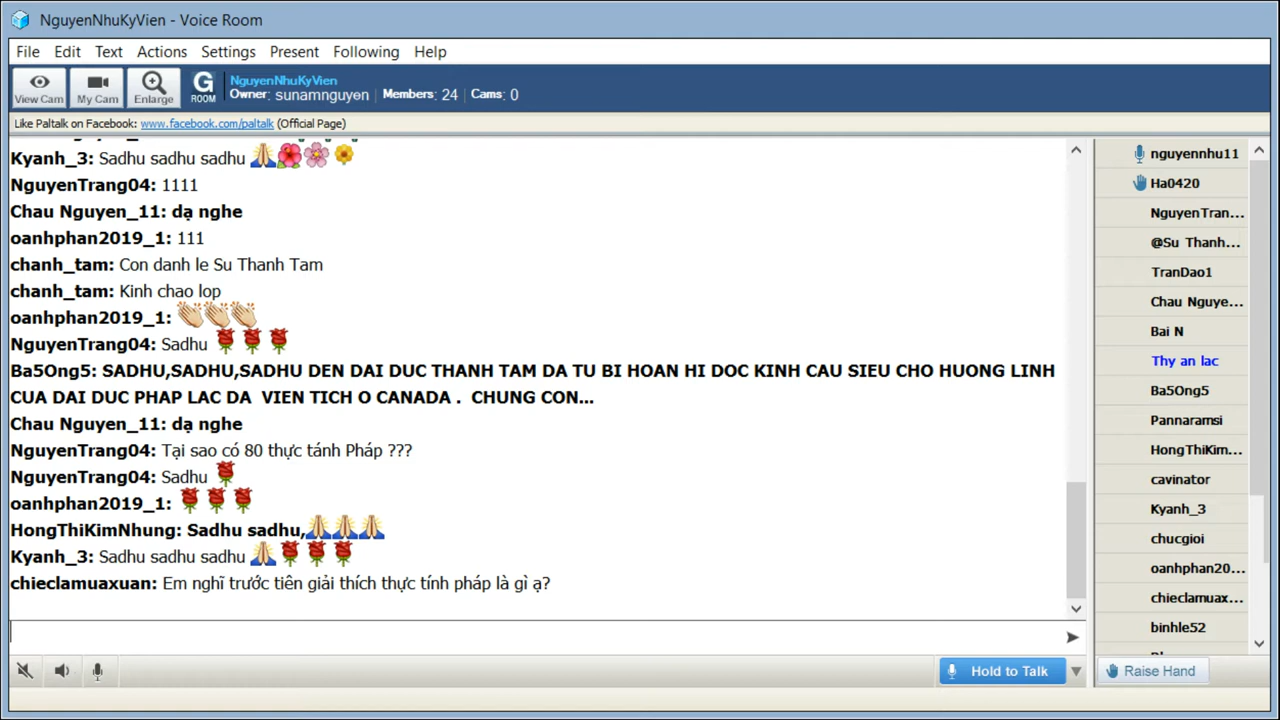 NguyenNhuKyVien - Voice Room
File Edit Text Actions Settings Present Following Help
View Cam My Cam Enlarge G ROOM
NguyenNhuKyVien
Owner: sunamnguyen Members: 24 Cams: 0
Like Paltalk on Facebook: www.facebook.com/paltalk (Official Page)
Kyanh_3: Sadhu sadhu sadhu 🙏🌺🌸🌼
NguyenTrang04: 1111
Chau Nguyen_11: dạ nghe
oanhphan2019_1: 111
chanh_tam: Con danh le Su Thanh Tam
chanh_tam: Kinh chao lop
oanhphan2019_1: 👏👏👏
NguyenTrang04: Sadhu 🌹🌹🌹
Ba5Ong5: SADHU,SADHU,SADHU DEN DAI DUC THANH TAM DA TU BI HOAN HI DOC KINH CAU SIEU CHO HUONG LINH
CUA DAI DUC PHAP LAC DA VIEN TICH O CANADA . CHUNG CON...
Chau Nguyen_11: dạ nghe
NguyenTrang04: Tại sao có 80 thực tánh Pháp ???
NguyenTrang04: Sadhu 🌹
oanhphan2019_1: 🌹🌹🌹
HongThiKimNhung: Sadhu sadhu,🙏🙏🙏
Kyanh_3: Sadhu sadhu sadhu 🙏🌹🌹🌹
chieclamuaxuan: Em nghĩ trước tiên giải thích thực tính pháp là gì ạ?
nguyennhu11
Ha0420
NguyenTran...
@Su Thanh...
TranDao1
Chau Nguye...
Bai N
Thy an lac
Ba5Ong5
Pannaramsi
HongThiKim...
cavinator
Kyanh_3
chucgioi
oanhphan20...
chieclamuax...
binhle52
Hold to Talk
Raise Hand